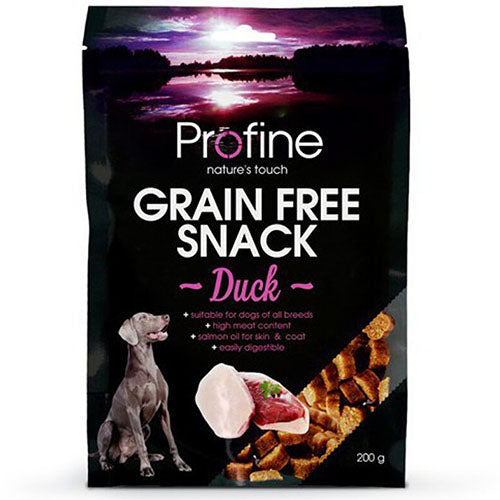 Profine
nature's touch
GRAIN FREE
SNACK
~ Duck ~
+ suitable for dogs of all breeds
+ high meat content
+ salmon oil for skin & coat
+ easily digestible
200 g